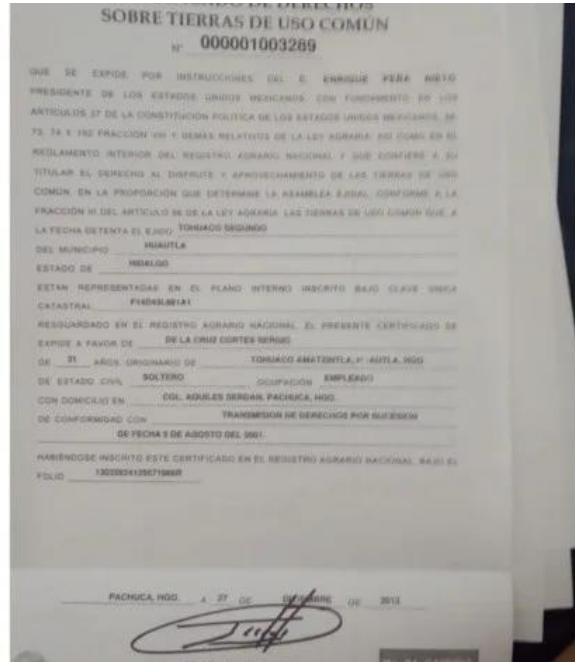 DE DERECHOS
SOBRE TIERRAS DE USO COMÚN
Nº 000001003289
QUE SE EXPIDE POR INSTRUCCIONES DEL C. ENRIQUE PEÑA NIETO
PRESIDENTE DE LOS ESTADOS UNIDOS MEXICANOS, CON FUNDAMENTO EN LOS
ARTÍCULOS 27 DE LA CONSTITUCIÓN POLÍTICA DE LOS ESTADOS UNIDOS MEXICANOS, 56,
73, 74 Y 152 FRACCIÓN VIII Y DEMÁS RELATIVOS DE LA LEY AGRARIA; ASÍ COMO EN EL
REGLAMENTO INTERIOR DEL REGISTRO AGRARIO NACIONAL Y QUE CONFIERE A SU
TITULAR EL DERECHO AL DISFRUTE Y APROVECHAMIENTO DE LAS TIERRAS DE USO
COMÚN, EN LA PROPORCIÓN QUE DETERMINE LA ASAMBLEA EJIDAL, CONFORME A LA
FRACCIÓN III DEL ARTÍCULO 56 DE LA LEY AGRARIA. LAS TIERRAS DE USO COMÚN QUE, A
LA FECHA DETENTA EL EJIDO TOHUACO SEGUNDO
DEL MUNICIPIO HUAUTLA
ESTADO DE HIDALGO
ESTÁN REPRESENTADAS EN EL PLANO INTERNO INSCRITO BAJO CLAVE ÚNICA
CATASTRAL
RESGUARDADO EN EL REGISTRO AGRARIO NACIONAL. EL PRESENTE CERTIFICADO SE
EXPIDE A FAVOR DE DE LA CRUZ CORTES SERGIO
DE 31 AÑOS, ORIGINARIO DE TOHUACO AMATZINTLA, HGO
DE ESTADO CIVIL SOLTERO OCUPACIÓN EMPLEADO
CON DOMICILIO EN COL. AQUILES SERDAN, PACHUCA, HGO.
DE CONFORMIDAD CON TRANSMISION DE DERECHOS POR SUCESION
DE FECHA 5 DE AGOSTO DEL
HABIÉNDOSE INSCRITO ESTE CERTIFICADO EN EL REGISTRO AGRARIO NACIONAL, BAJO EL
FOLIO
PACHUCA, HGO. A 27 DE DICIEMBRE DE 2013